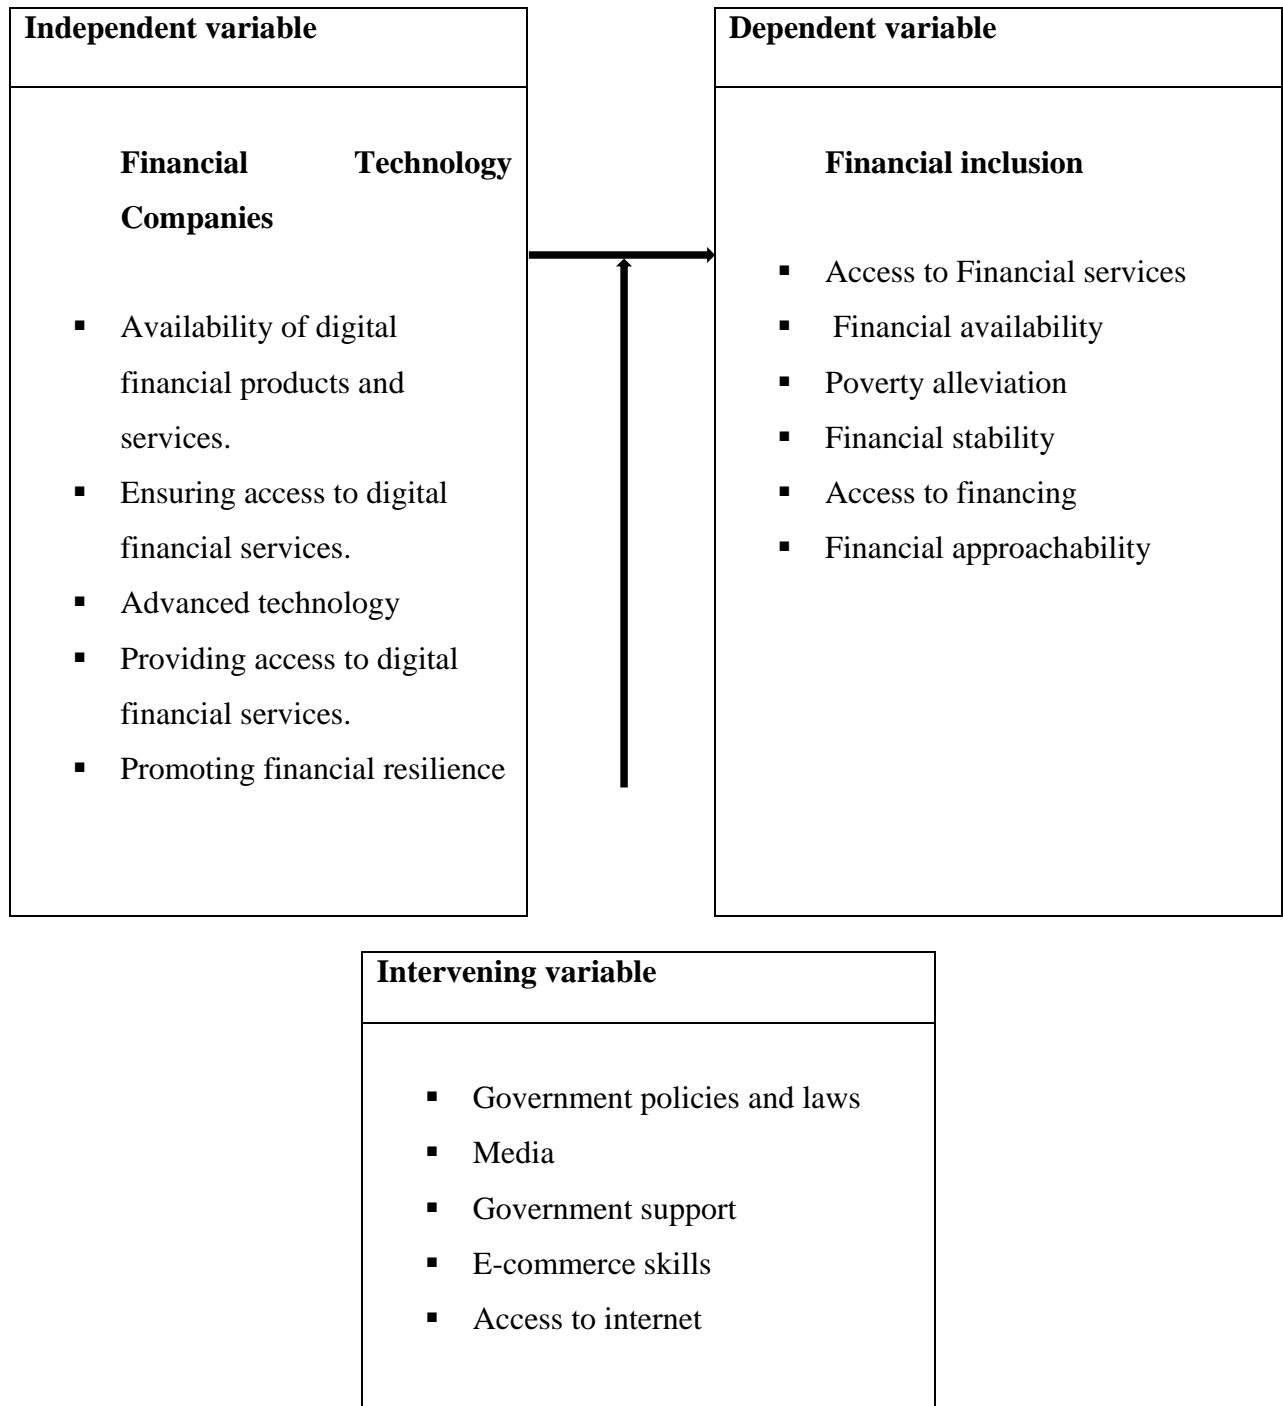 Independent variable
Financial Technology
Companies
▪ Availability of digital
financial products and
services.
▪ Ensuring access to digital
financial services.
▪ Advanced technology
▪ Providing access to digital
financial services.
▪ Promoting financial resilience
Dependent variable
Financial inclusion
▪ Access to Financial services
▪ Financial availability
▪ Poverty alleviation
▪ Financial stability
▪ Access to financing
▪ Financial approachability
Intervening variable
▪ Government policies and laws
▪ Media
▪ Government support
▪ E-commerce skills
▪ Access to internet